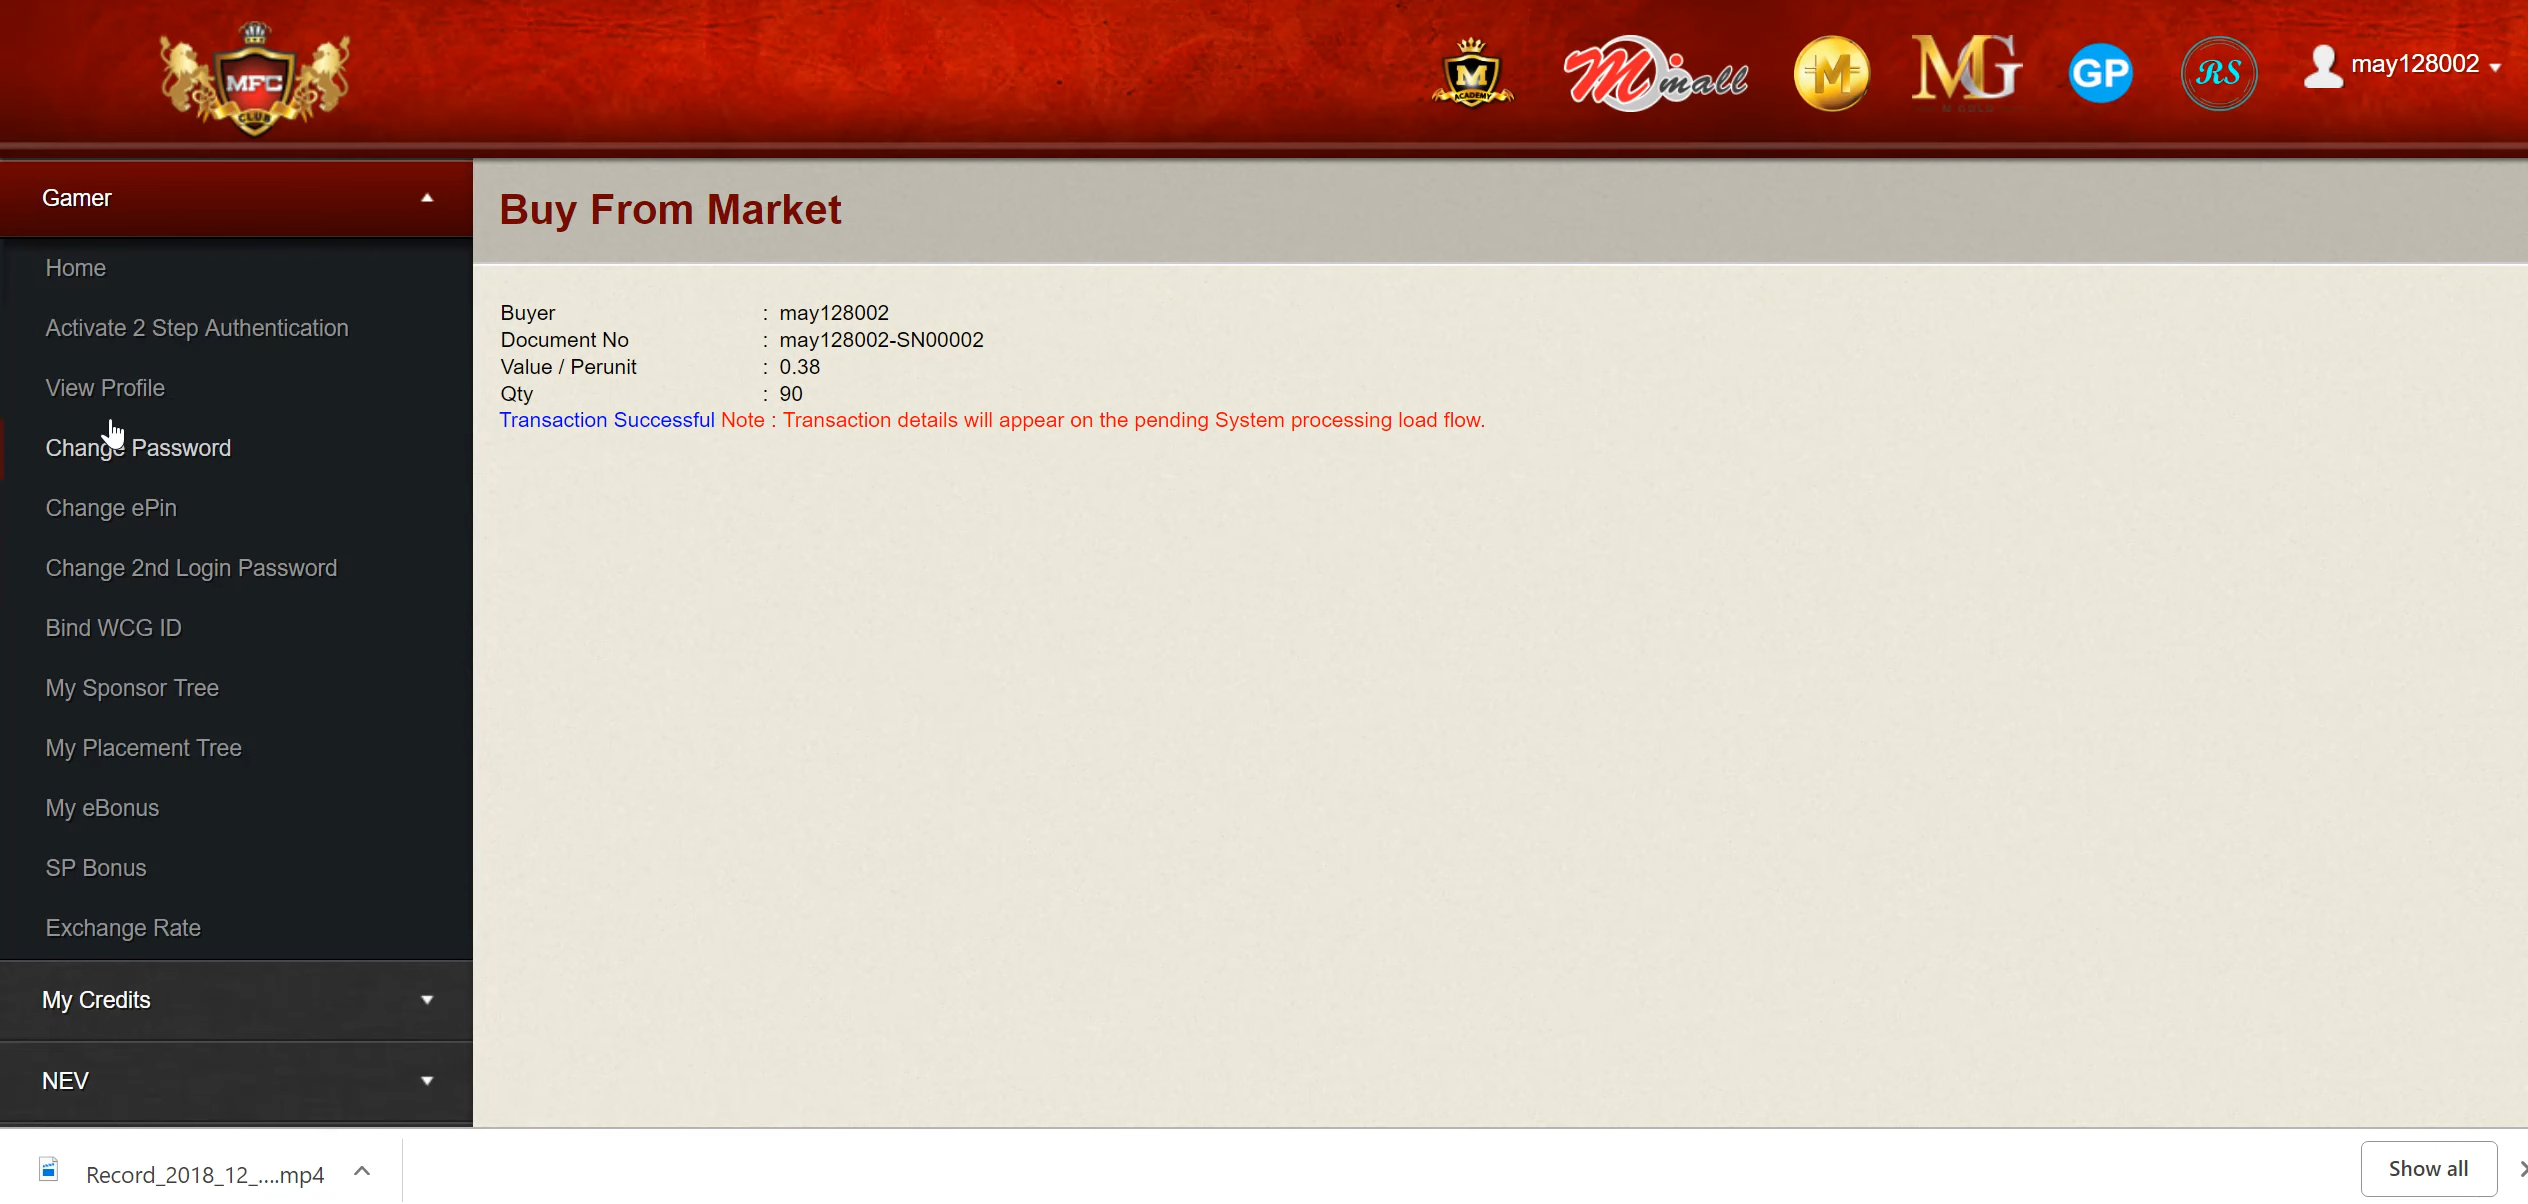 MFC
CLUB
M
ACADEMY
Mmall
M
MG
GP
RS
may128002
Gamer
Home
Activate 2 Step Authentication
View Profile
Change Password
Change ePin
Change 2nd Login Password
Bind WCG ID
My Sponsor Tree
My Placement Tree
My eBonus
SP Bonus
Exchange Rate
My Credits
NEV
Buy From Market
Buyer : may128002
Document No : may128002-SN00002
Value / Perunit : 0.38
Qty : 90
Transaction Successful Note : Transaction details will appear on the pending System processing load flow.
Record_2018_12_....mp4
Show all